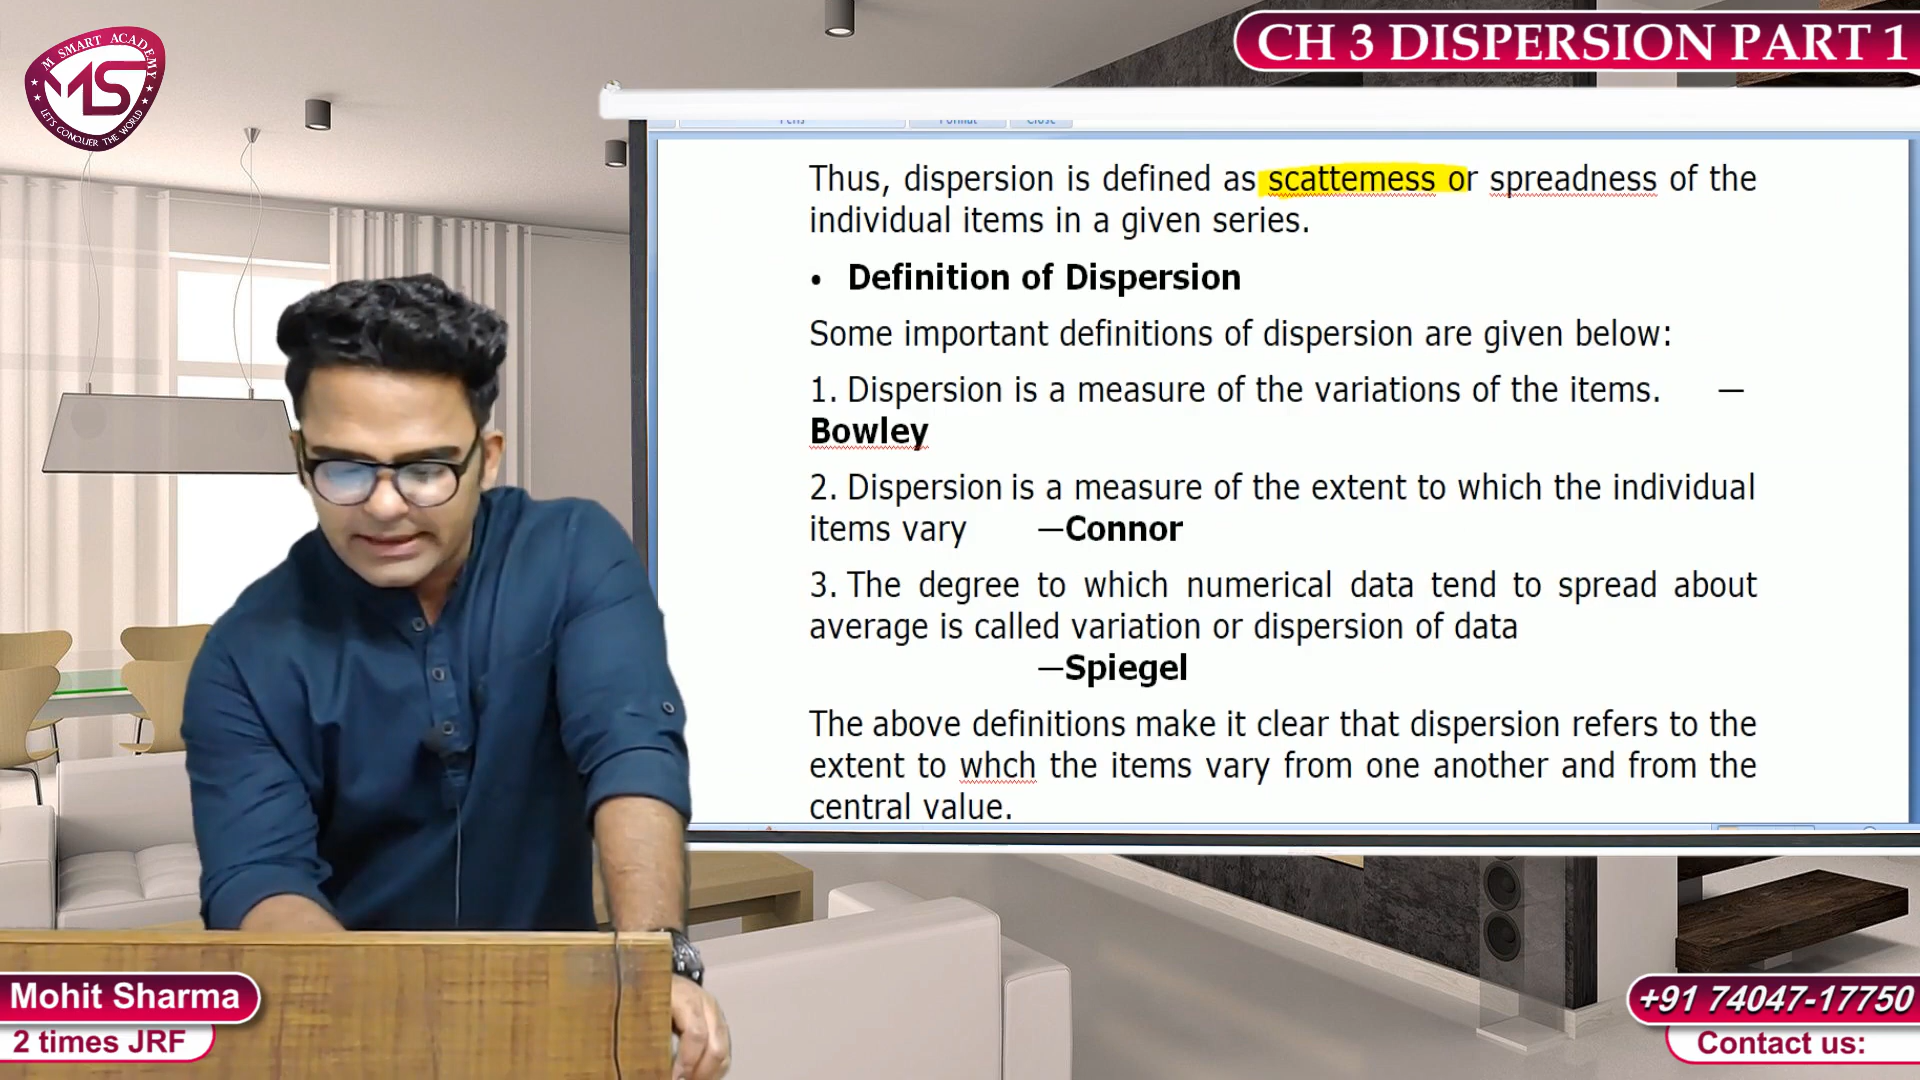 M SMART ACADEMY
MS
LETS CONQUER THE WORLD
CH 3 DISPERSION PART 1
Pens Format Close
Thus, dispersion is defined as scattemess or spreadness of the
individual items in a given series.
• Definition of Dispersion
Some important definitions of dispersion are given below:
1. Dispersion is a measure of the variations of the items. —
Bowley
2. Dispersion is a measure of the extent to which the individual
items vary —Connor
3. The degree to which numerical data tend to spread about
average is called variation or dispersion of data
—Spiegel
The above definitions make it clear that dispersion refers to the
extent to whch the items vary from one another and from the
central value.
Mohit Sharma
2 times JRF
+91 74047-17750
Contact us: